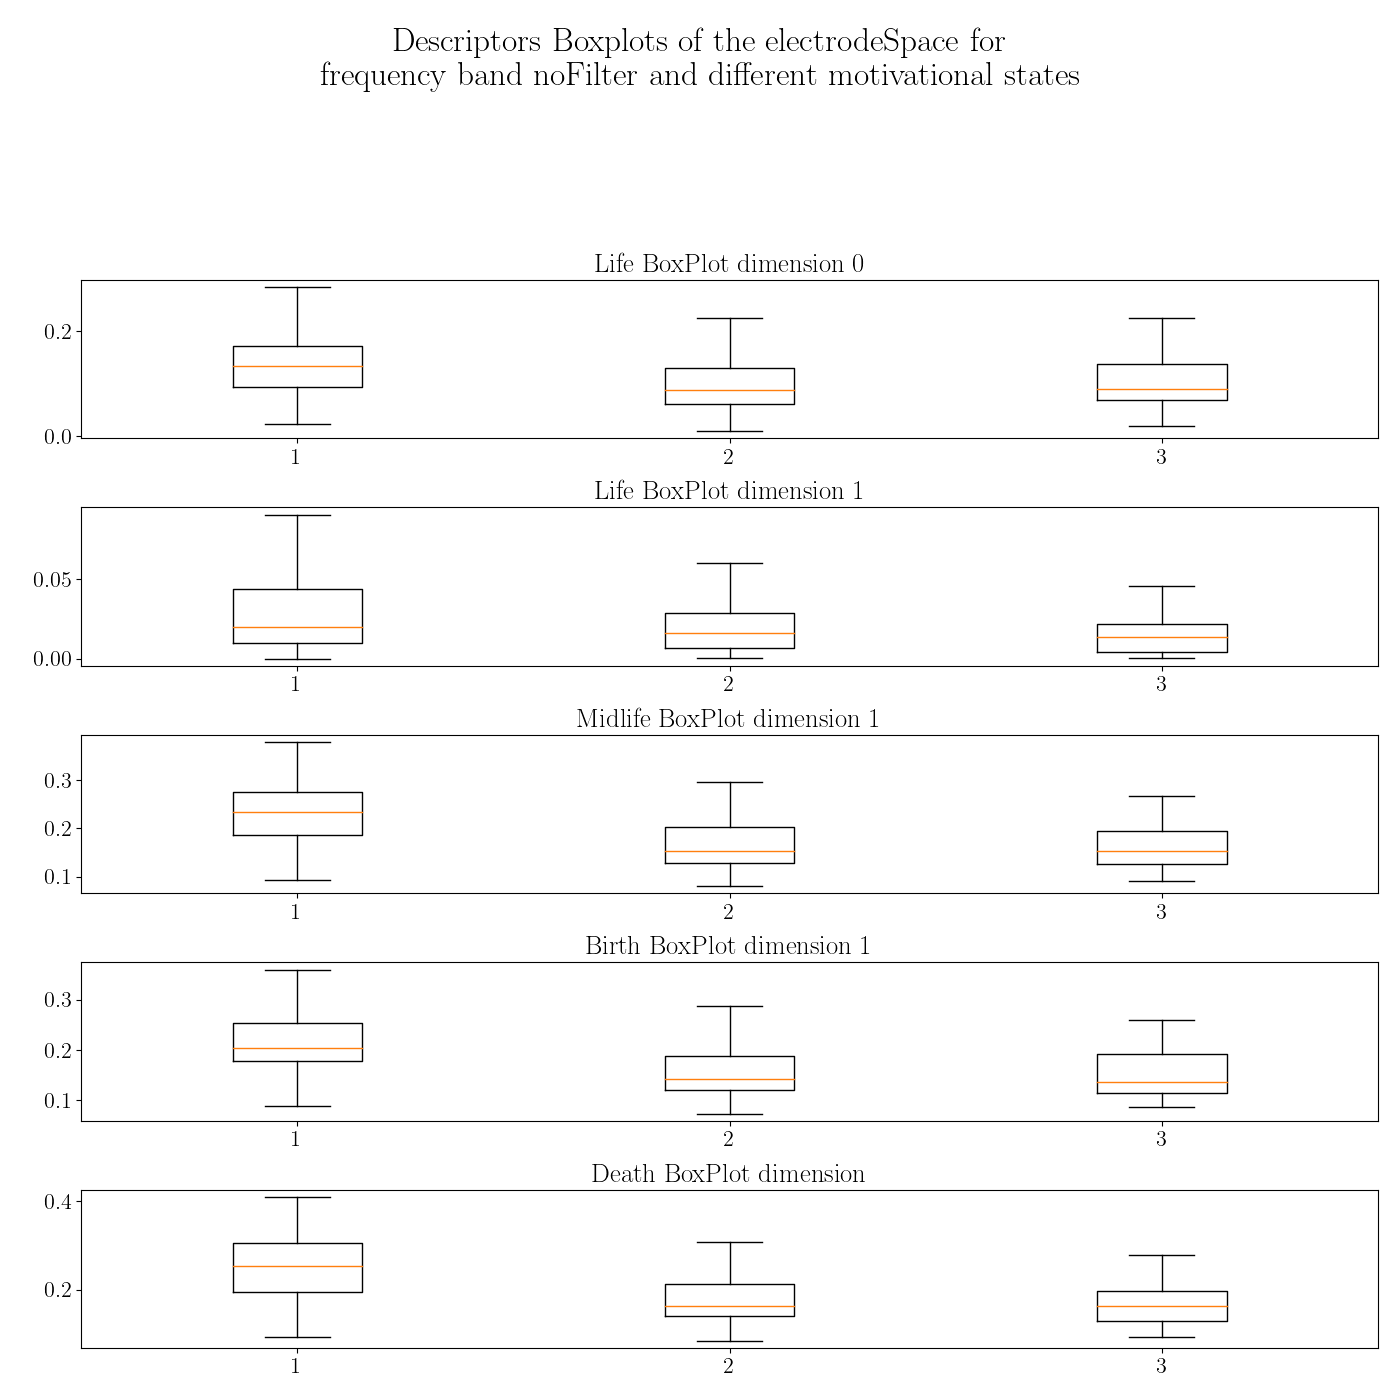 Descriptors Boxplots of the electrodeSpace for
frequency band noFilter and different motivational states
Life BoxPlot dimension 0
0.2
0.0
1 2 3
Life BoxPlot dimension 1
0.05
0.00
1 2 3
Midlife BoxPlot dimension 1
0.3
0.2
0.1
1 2 3
Birth BoxPlot dimension 1
0.3
0.2
0.1
1 2 3
Death BoxPlot dimension
0.4
0.2
1 2 3